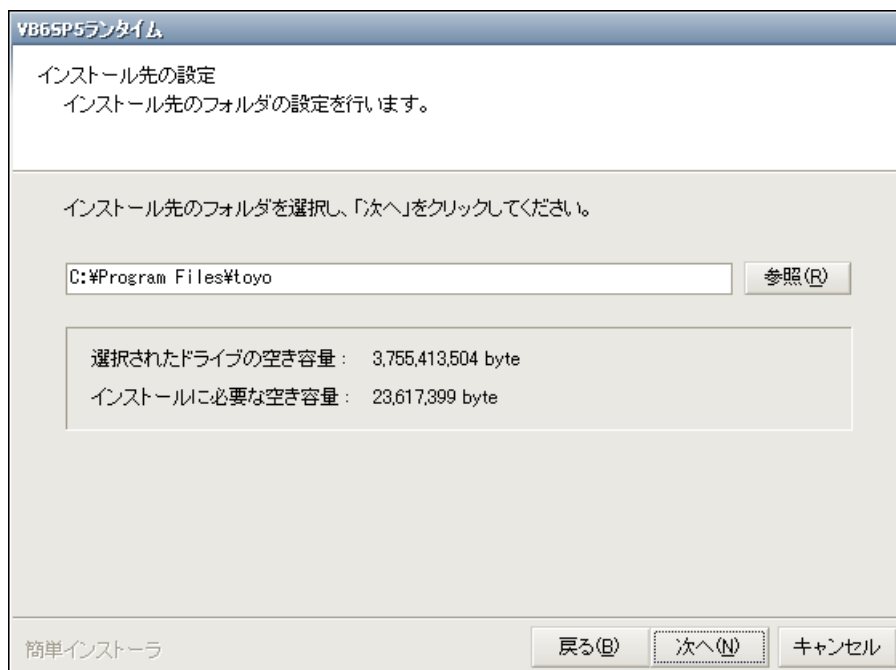 VB6SP5ランタイム
インストール先の設定
インストール先のフォルダの設定を行います。
インストール先のフォルダを選択し、「次へ」をクリックしてください。
C:¥Program Files¥toyo
参照(R)
選択されたドライブの空き容量： 3,755,413,504 byte
インストールに必要な空き容量： 23,617,399 byte
簡単インストーラ
戻る(B) 次へ(N) キャンセル